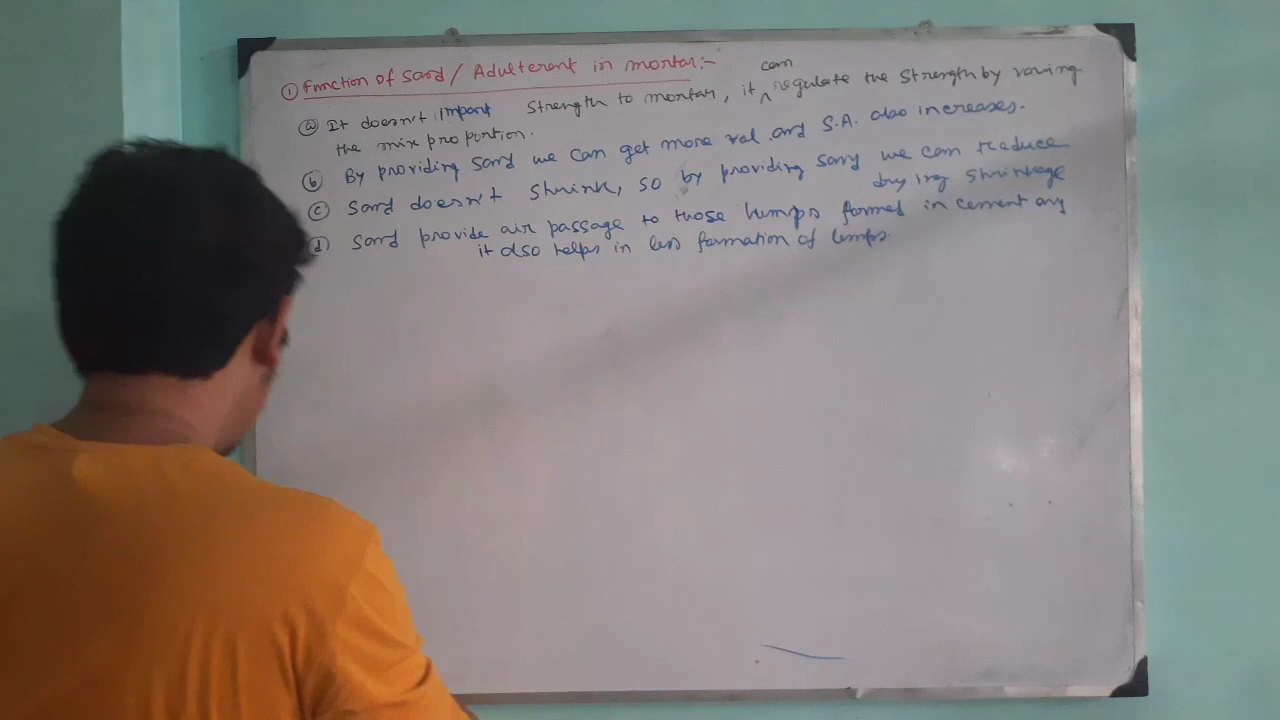 ① Function of Sand / Adulterent in mortar:-
ⓐ It doesn't impart strength to mortar, it can regulate the strength by varing
the mix proportion.
ⓑ By providing sand we can get more vol and S.A. also increases.
ⓒ Sand doesn't shrink, so by providing sand we can reduce
drying shrinkage
ⓓ Sand provide air passage to those lumps formed in cement and
it also helps in less formation of lumps.